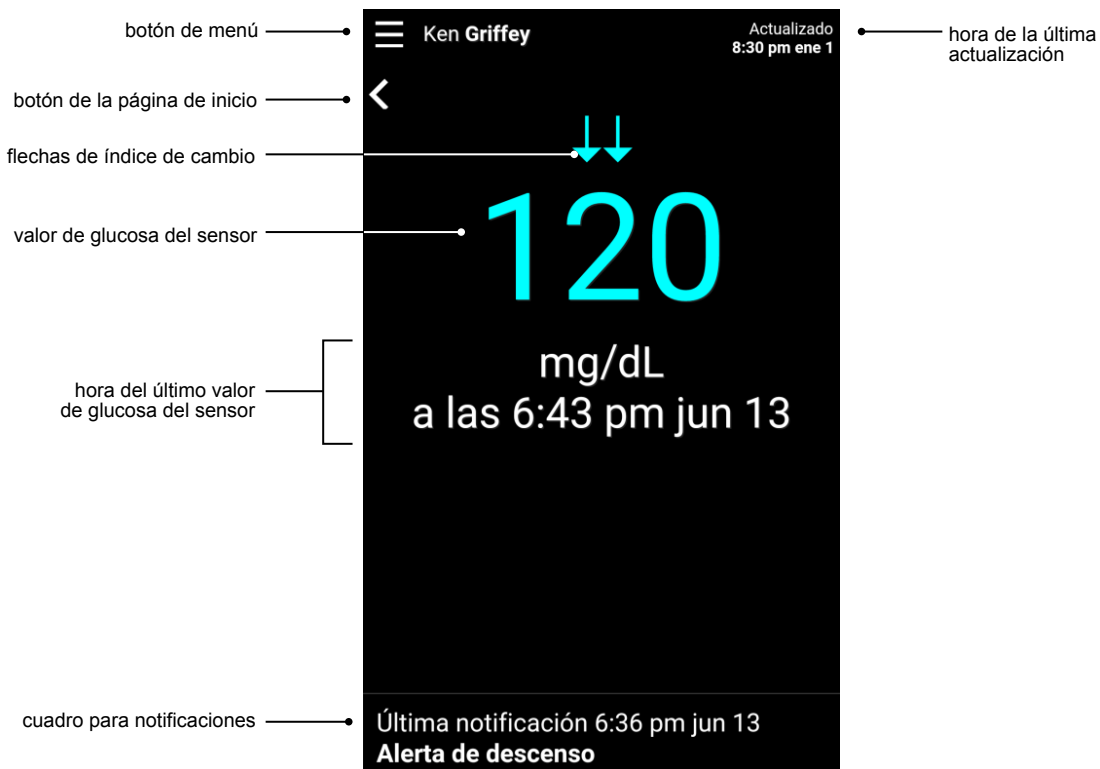 botón de menú
Ken Griffey
Actualizado
8:30 pm ene 1
hora de la última
actualización
botón de la página de inicio
flechas de índice de cambio
valor de glucosa del sensor
120
mg/dL
a las 6:43 pm jun 13
hora del último valor
de glucosa del sensor
cuadro para notificaciones
Última notificación 6:36 pm jun 13
Alerta de descenso